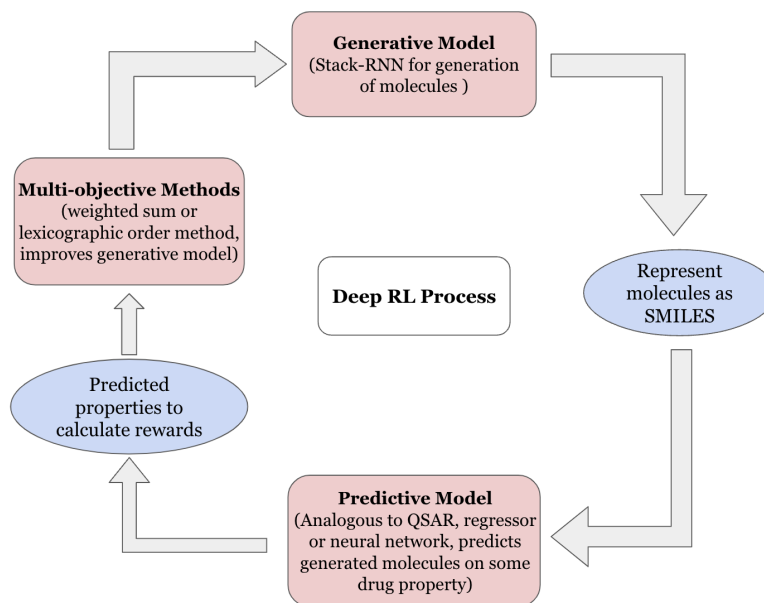 Generative Model
(Stack-RNN for generation
of molecules )
Multi-objective Methods
(weighted sum or
lexicographic order method,
improves generative model)
Deep RL Process
Represent
molecules as
SMILES
Predicted
properties to
calculate rewards
Predictive Model
(Analogous to QSAR, regressor
or neural network, predicts
generated molecules on some
drug property)